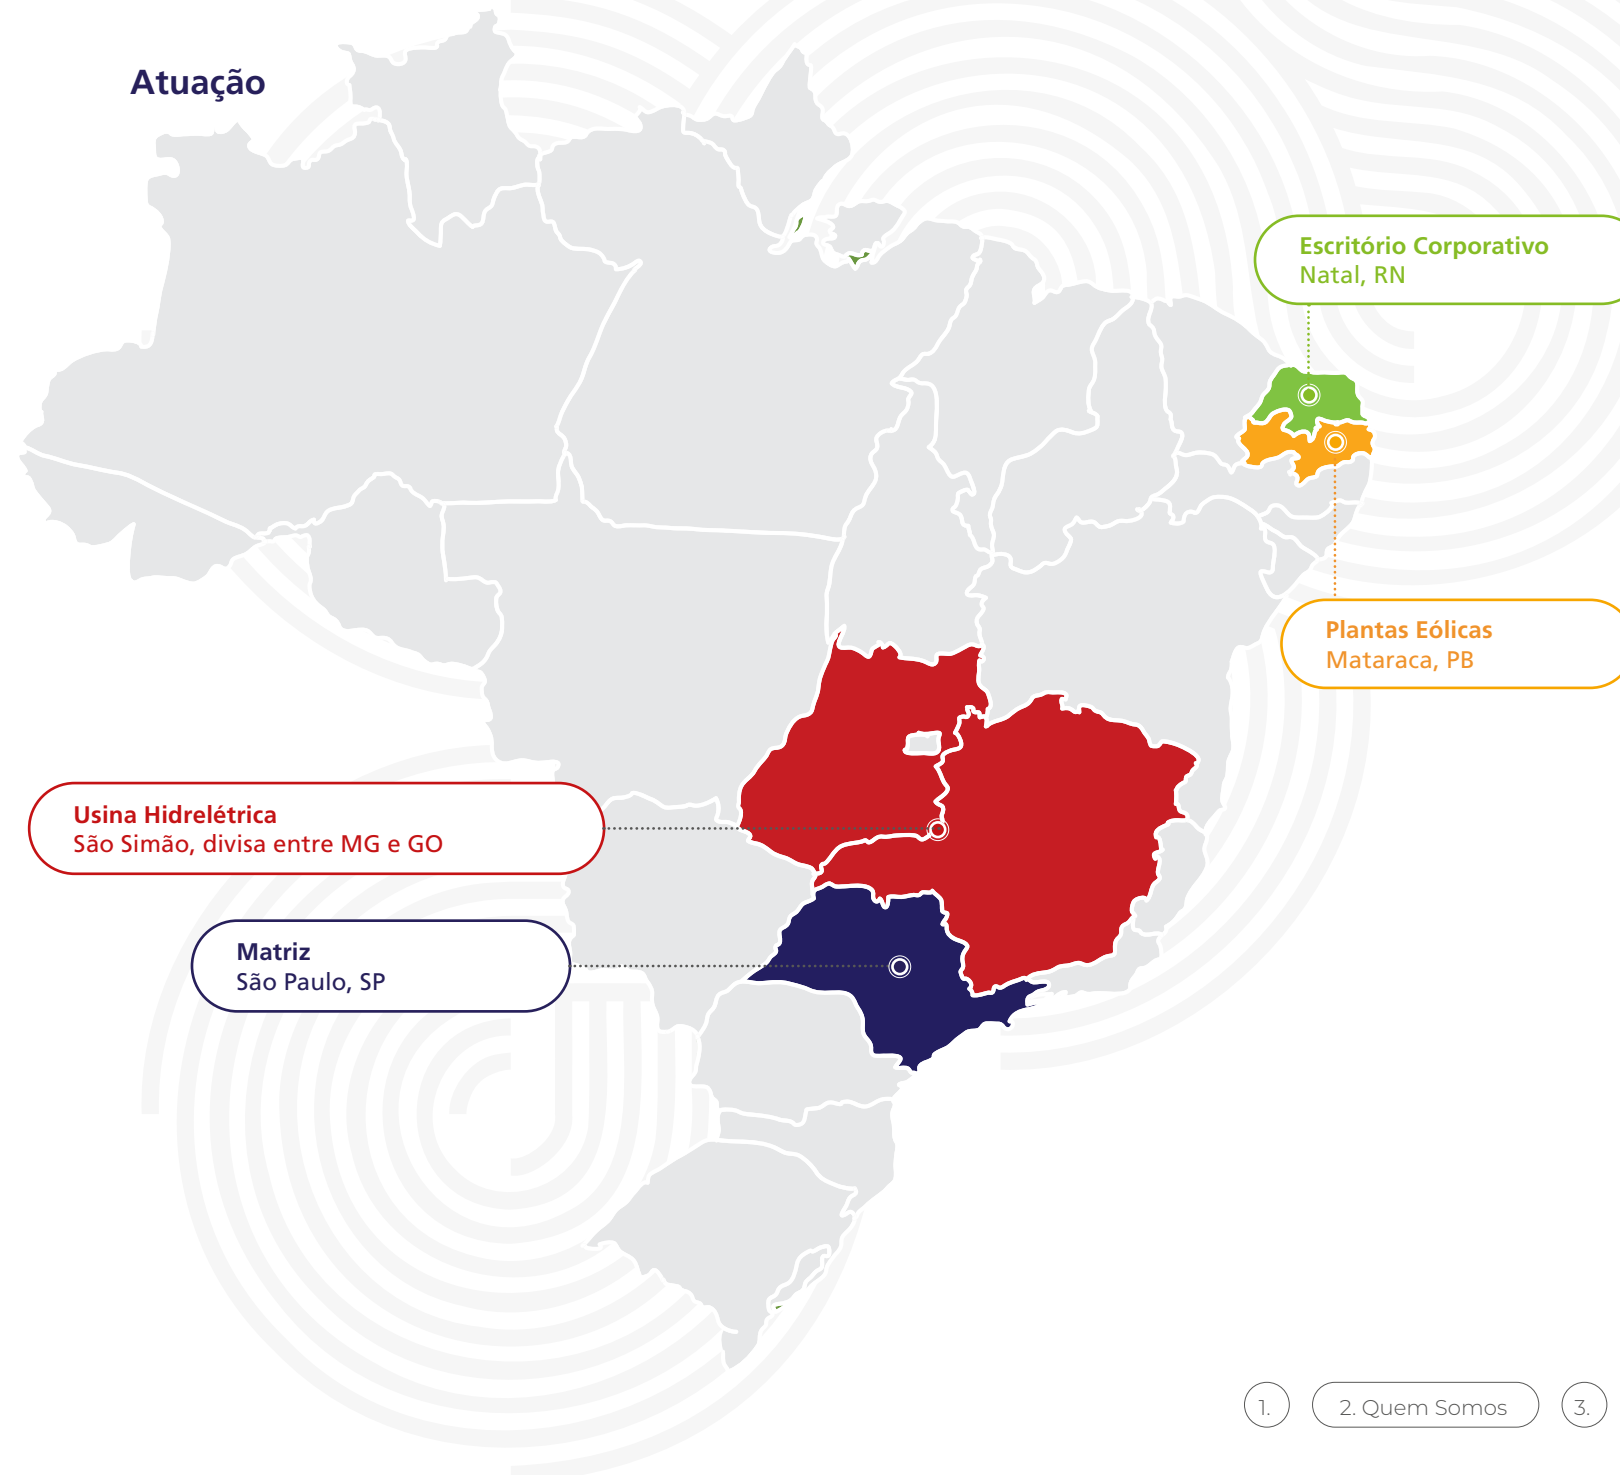 Atuação
Escritório Corporativo
Natal, RN
Plantas Eólicas
Mataraca, PB
Usina Hidrelétrica
São Simão, divisa entre MG e GO
Matriz
São Paulo, SP
1.
2. Quem Somos
3.